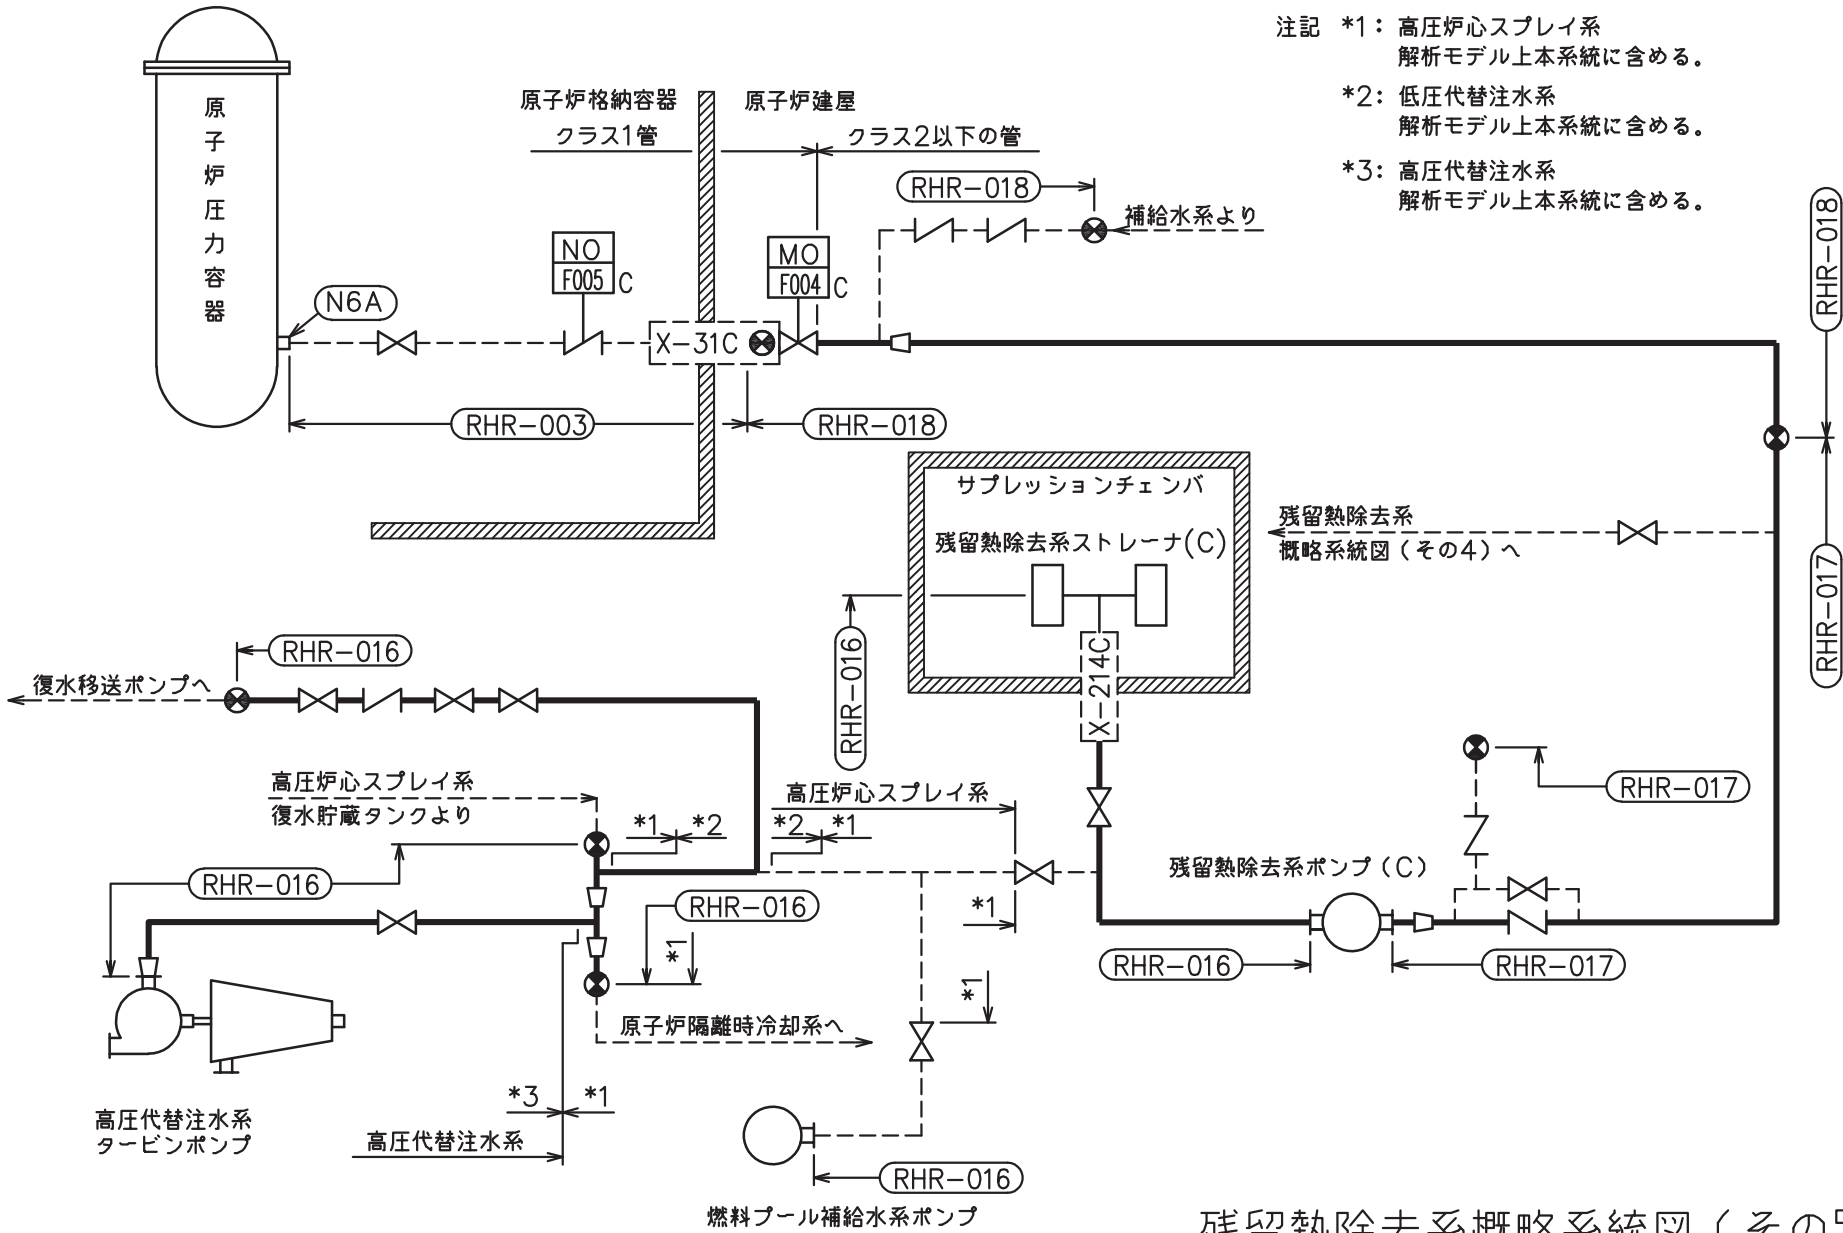 注記 *1: 高圧炉心スプレイ系
解析モデル上本系統に含める。
*2: 低圧代替注水系
解析モデル上本系統に含める。
*3: 高圧代替注水系
解析モデル上本系統に含める。
原子炉圧力容器
原子炉格納容器
原子炉建屋
クラス1管
クラス2以下の管
RHR-018
補給水系より
NO
F005
C
MO
F004
C
N6A
X-31C
RHR-003
RHR-018
RHR-018
RHR-017
サプレッションチェンバ
残留熱除去系ストレーナ(C)
残留熱除去系
概略系統図(その4)へ
RHR-016
X-214C
RHR-016
復水移送ポンプへ
高圧炉心スプレイ系
復水貯蔵タンクより
*1
*2
高圧炉心スプレイ系
*2
*1
RHR-017
残留熱除去系ポンプ(C)
RHR-016
RHR-016
*1
*1
RHR-016
RHR-017
*1
原子炉隔離時冷却系へ
*3
*1
高圧代替注水系
高圧代替注水系
タービンポンプ
RHR-016
燃料プール補給水系ポンプ
残留熱除去系概略系統図(その